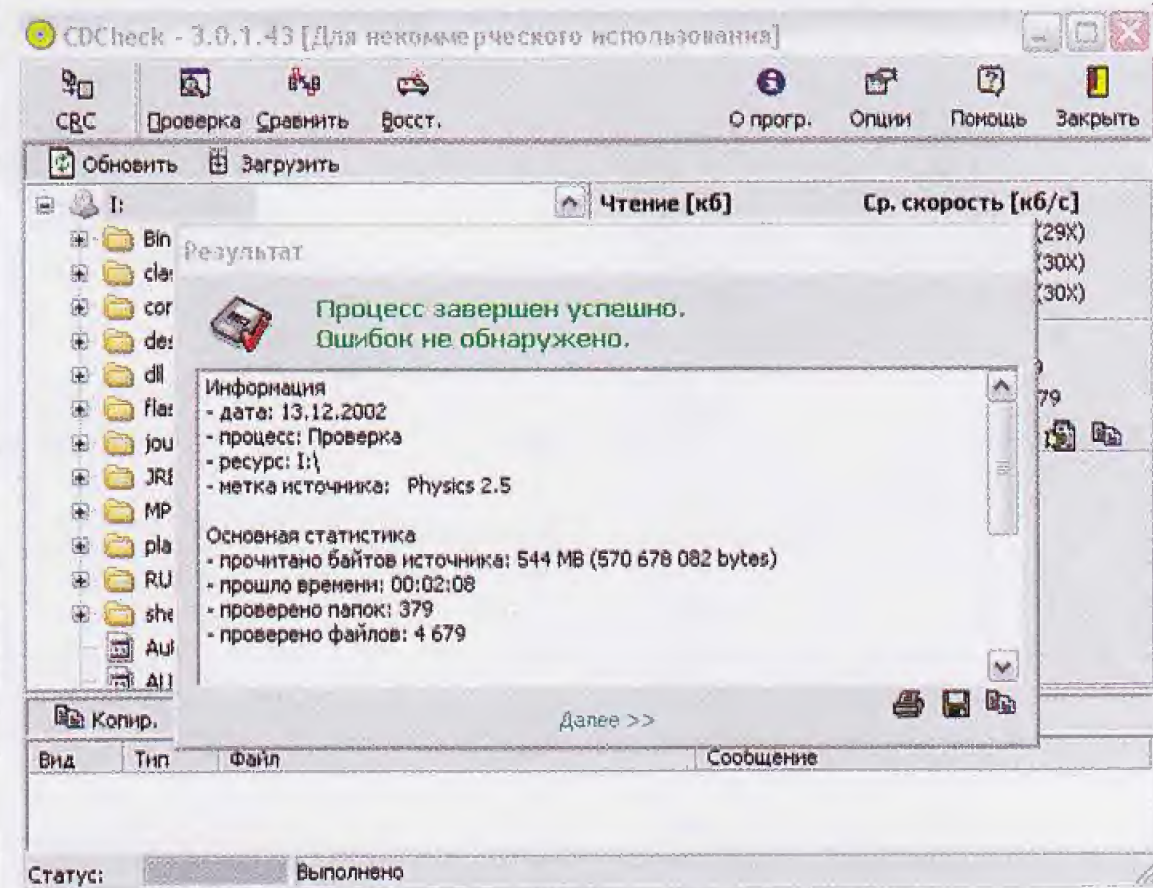 CDCheck - 3.0.1.43 [Для некоммерческого использования]
CRC Проверка Сравнить Восст. О прогр. Опции Помощь Закрыть
Обновить Загрузить
I: Чтение [кб] Ср. скорость [кб/с]
Bin (29X)
(30X)
(30X)
Результат
Процесс завершен успешно.
Ошибок не обнаружено.
dll
79
Информация
- дата: 13.12.2002
- процесс: Проверка
- ресурс: I:\
- метка источника: Physics 2.5
Основная статистика
- прочитано байтов источника: 544 MB (570 678 082 bytes)
- прошло времени: 00:02:08
- проверено папок: 379
- проверено файлов: 4 679
Далее >>
Копир.
Вид Тип Файл Сообщение
Статус: Выполнено